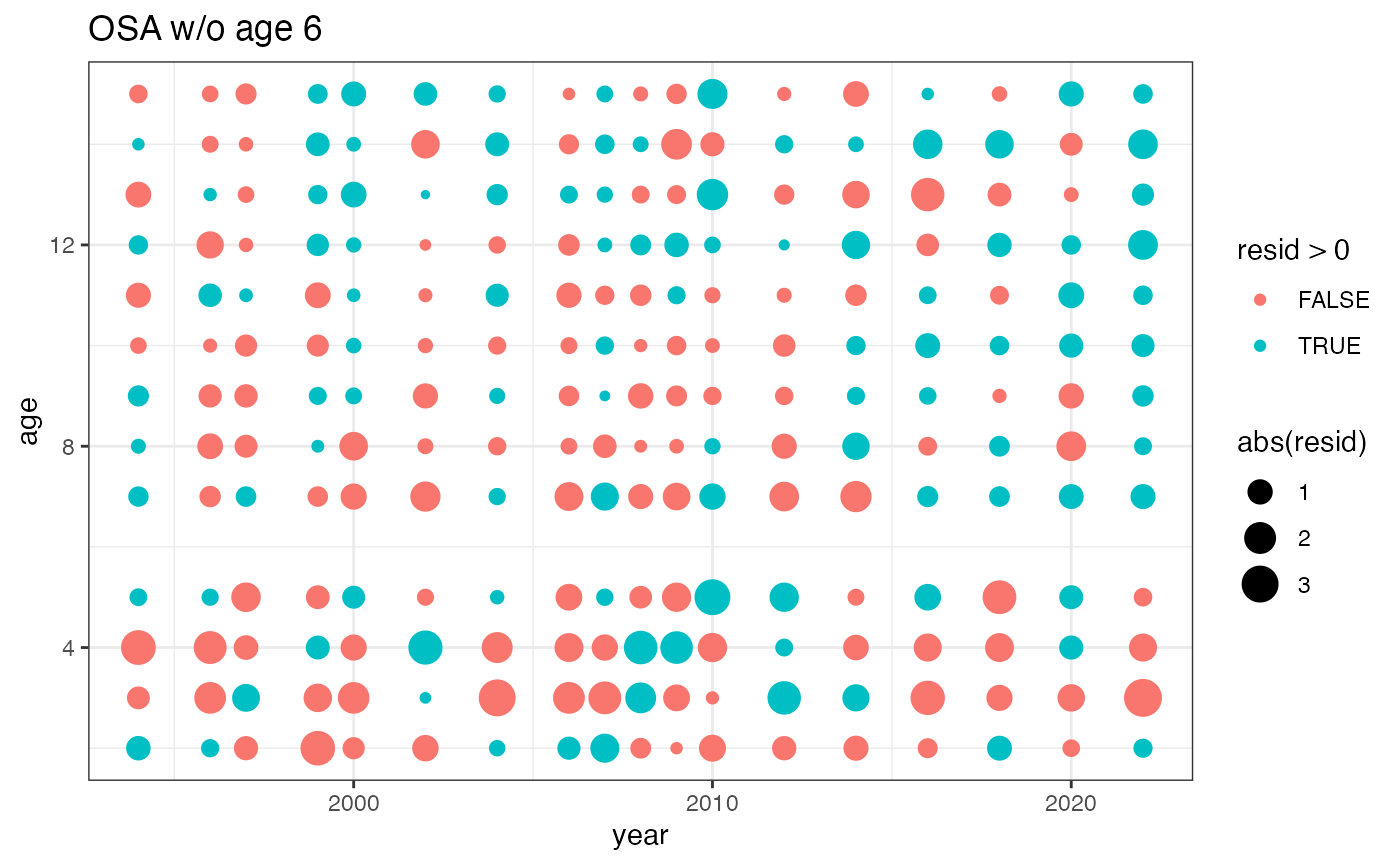 OSA w/o age 6
12
8
4
age
2000
2010
2020
year
resid > 0
FALSE
TRUE
abs(resid)
1
2
3